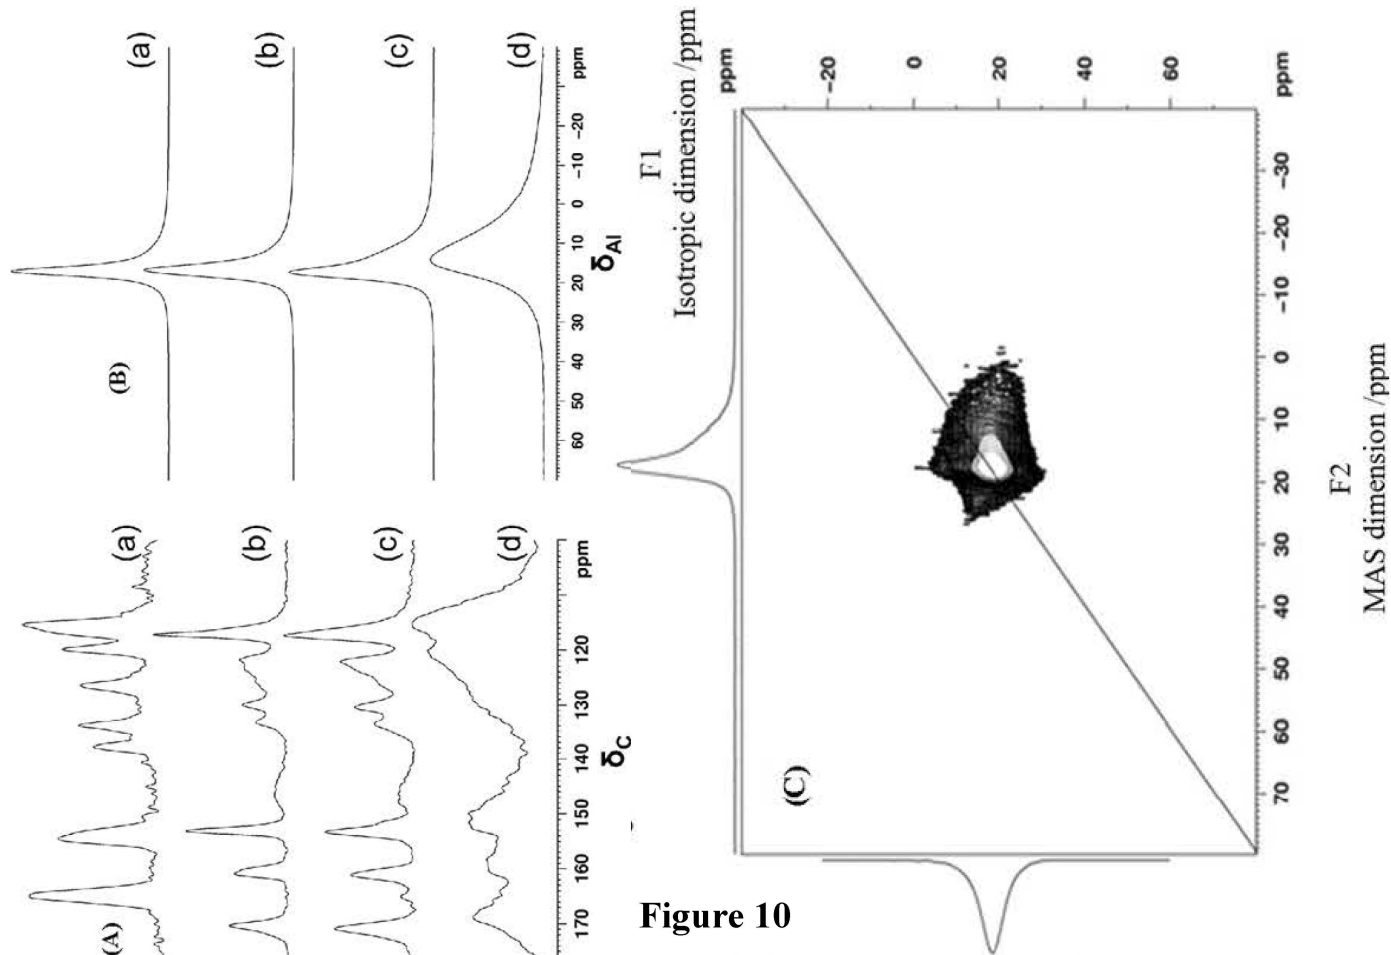 (A)
(a)
(b)
(c)
(d)
170
160
150
140
130
120
ppm
δC
(B)
(a)
(b)
(c)
(d)
60
50
40
30
20
10
0
-10
-20
ppm
δAl
(C)
F1
Isotropic dimension /ppm
ppm
-20
0
20
40
60
ppm
70
60
50
40
30
20
10
0
-10
-20
-30
F2
MAS dimension /ppm
Figure 10